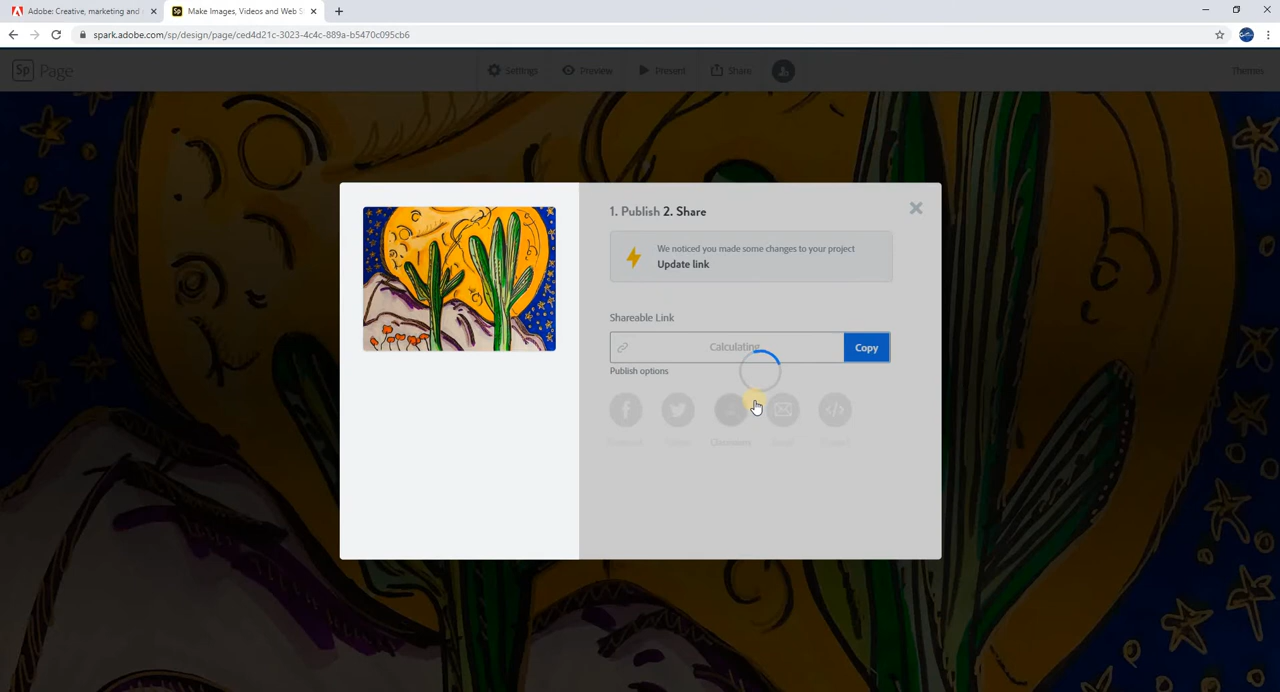 Adobe: Creative, marketing and
Make Images, Videos and Web S
spark.adobe.com/sp/design/page/ced4d21c-3023-4c4c-889a-b5470c095cb6
Sp Page
Settings
Preview
Present
Share
Themes
1. Publish 2. Share
We noticed you made some changes to your project
Update link
Shareable Link
Calculating
Copy
Publish options
Classroom